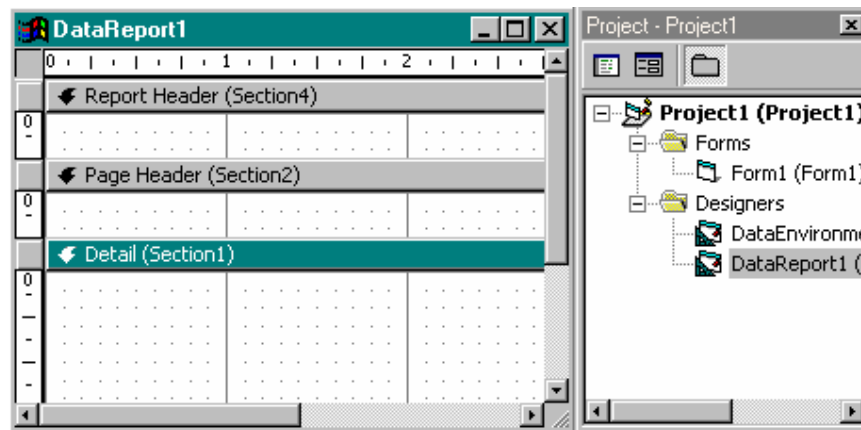 DataReport1
0 1 2
Report Header (Section4)
0
Page Header (Section2)
0
Detail (Section1)
0
Project - Project1
Project1 (Project1)
Forms
Form1 (Form1)
Designers
DataEnvironme
DataReport1 (